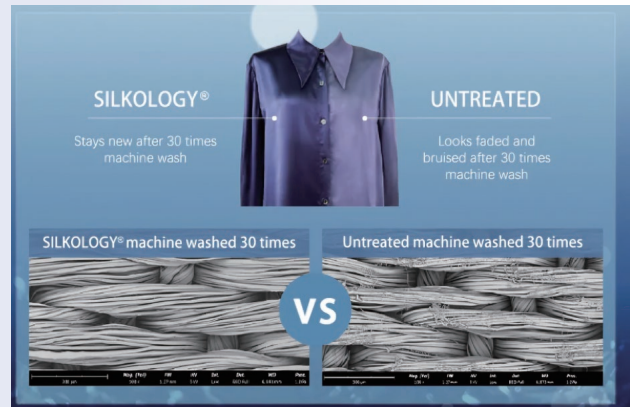 SILKOLOGY®
Stays new after 30 times
machine wash
UNTREATED
Looks faded and
bruised after 30 times
machine wash
SILKOLOGY® machine washed 30 times
Untreated machine washed 30 times
VS